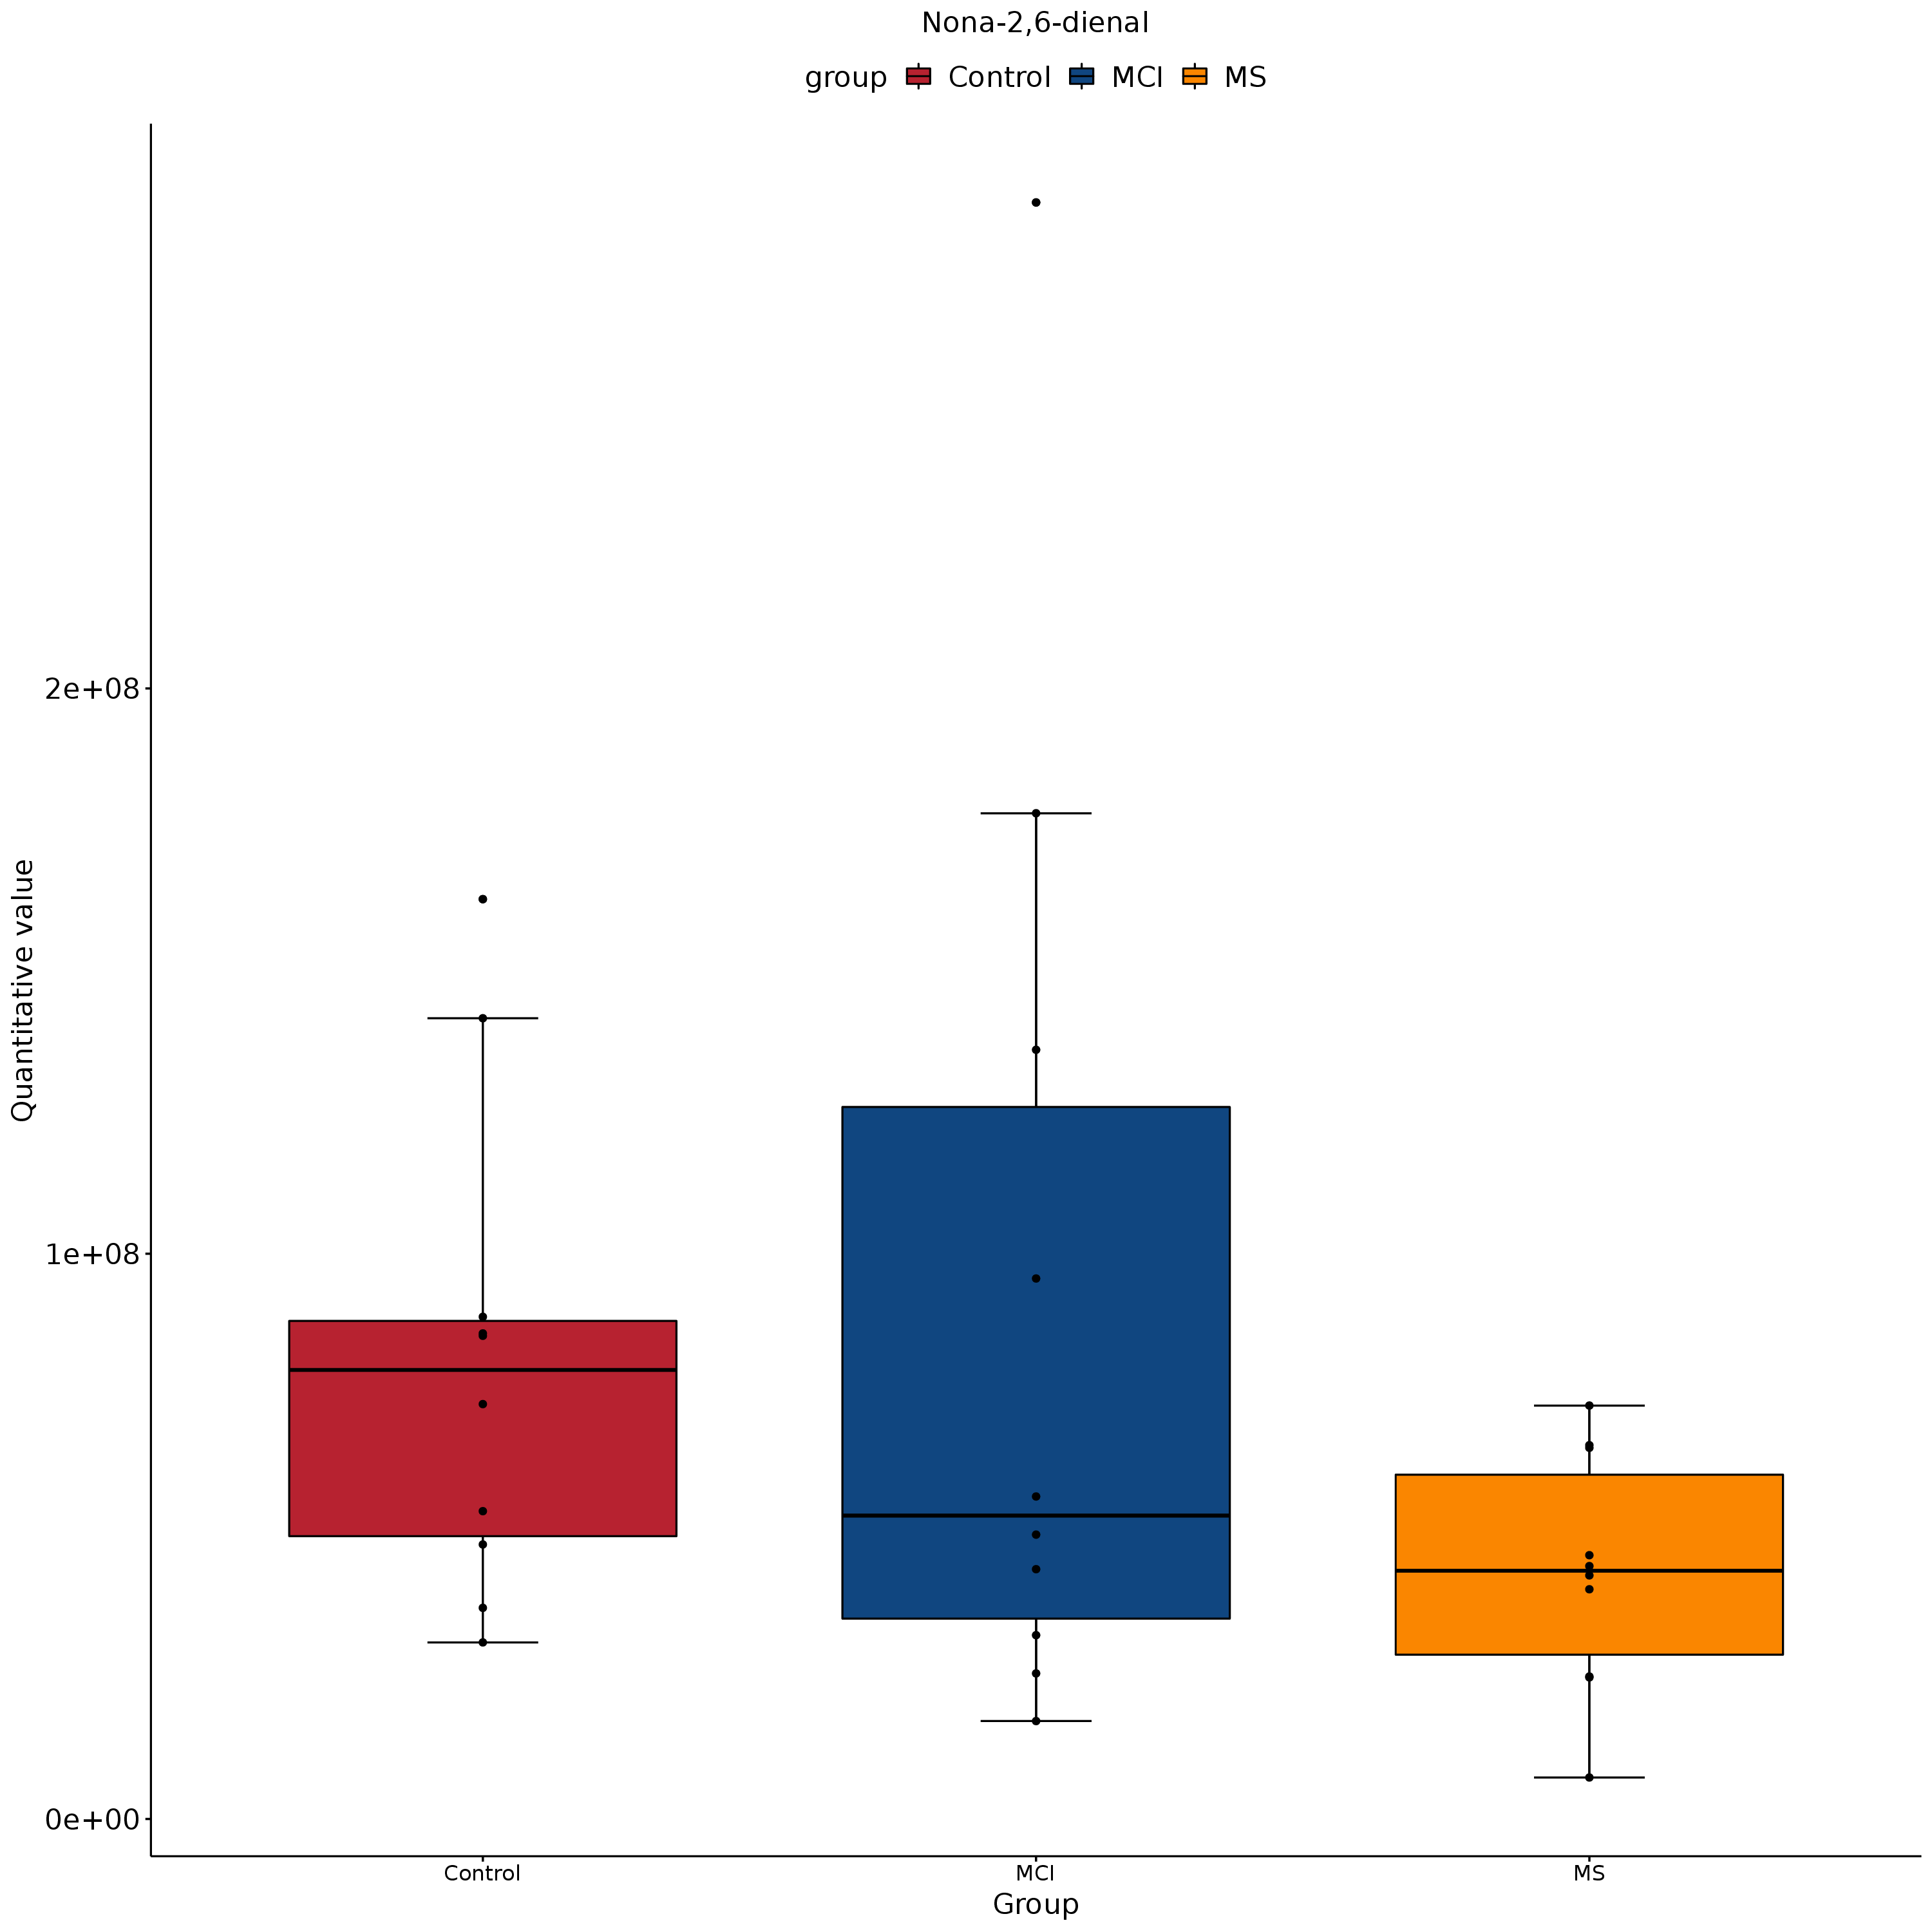 Nona-2,6-dienal
group Control MCI MS
Quantitative value
2e+08
1e+08
0e+00
Control MCI MS
Group